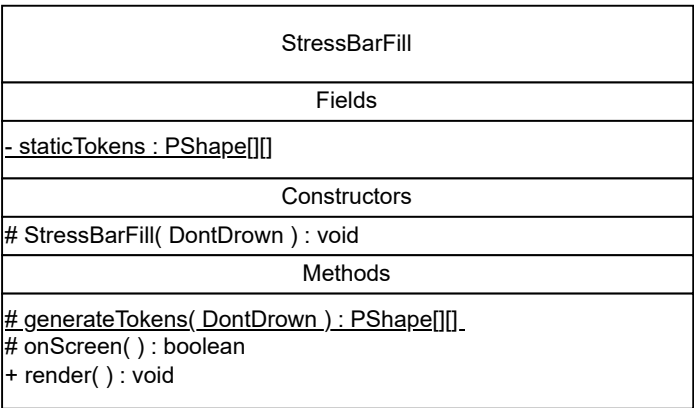 StressBarFill
Fields
- staticTokens : PShape[][]
Constructors
# StressBarFill( DontDrown ) : void
Methods
# generateTokens( DontDrown ) : PShape[][]
# onScreen( ) : boolean
+ render( ) : void